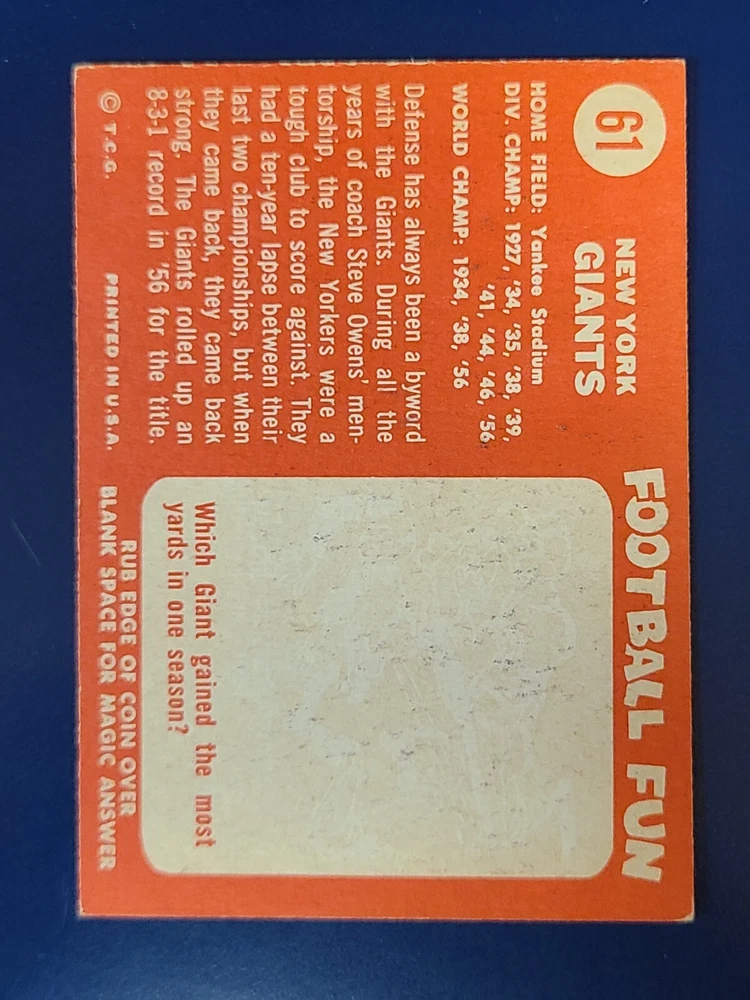 61
NEW YORK
GIANTS
HOME FIELD: Yankee Stadium
DIV. CHAMP: 1927, '34, '35, '38, '39,
'41, '44, '46, '56
WORLD CHAMP: 1934, '38, '56
Defense has always been a byword
with the Giants. During all the
years of coach Steve Owens' men-
torship, the New Yorkers were a
tough club to score against. They
had a ten-year lapse between their
last two championships, but when
they came back, they came back
strong. The Giants rolled up an
8-3-1 record in '56 for the title.
© T.C.G. PRINTED IN U.S.A.
FOOTBALL FUN
Which Giant gained the most
yards in one season?
RUB EDGE OF COIN OVER
BLANK SPACE FOR MAGIC ANSWER